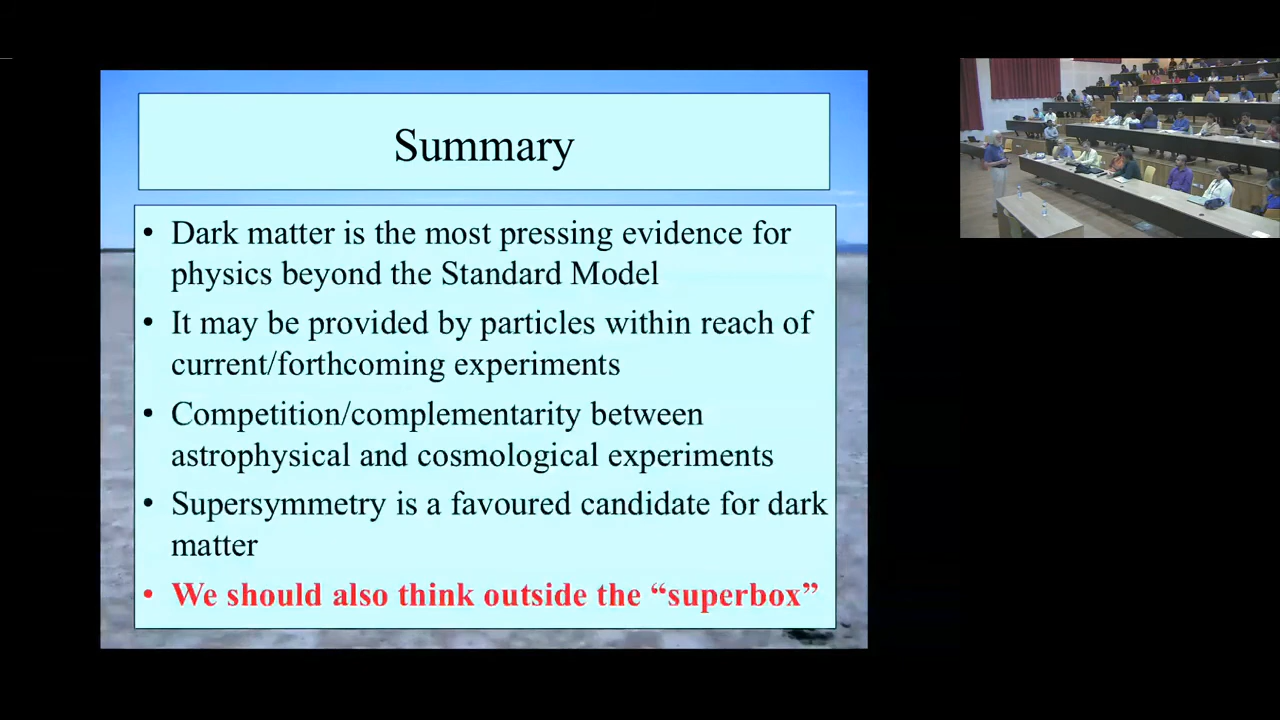 Summary
• Dark matter is the most pressing evidence for
physics beyond the Standard Model
• It may be provided by particles within reach of
current/forthcoming experiments
• Competition/complementarity between
astrophysical and cosmological experiments
• Supersymmetry is a favoured candidate for dark
matter
• We should also think outside the “superbox”